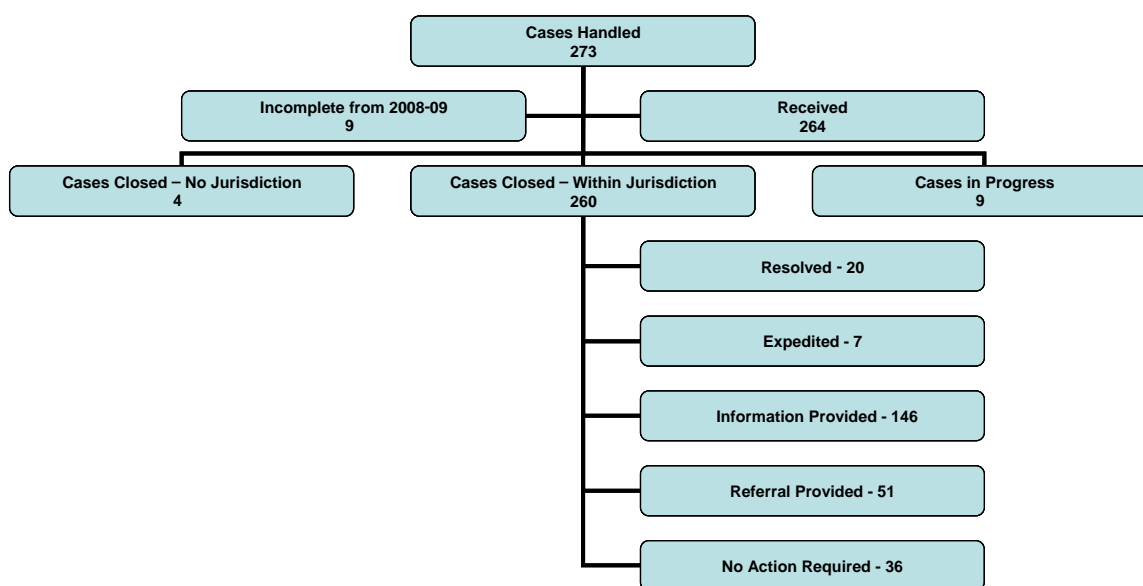 Cases Handled
273
Incomplete from 2008-09
9
Received
264
Cases Closed – No Jurisdiction
4
Cases Closed – Within Jurisdiction
260
Cases in Progress
9
Resolved - 20
Expedited - 7
Information Provided - 146
Referral Provided - 51
No Action Required - 36